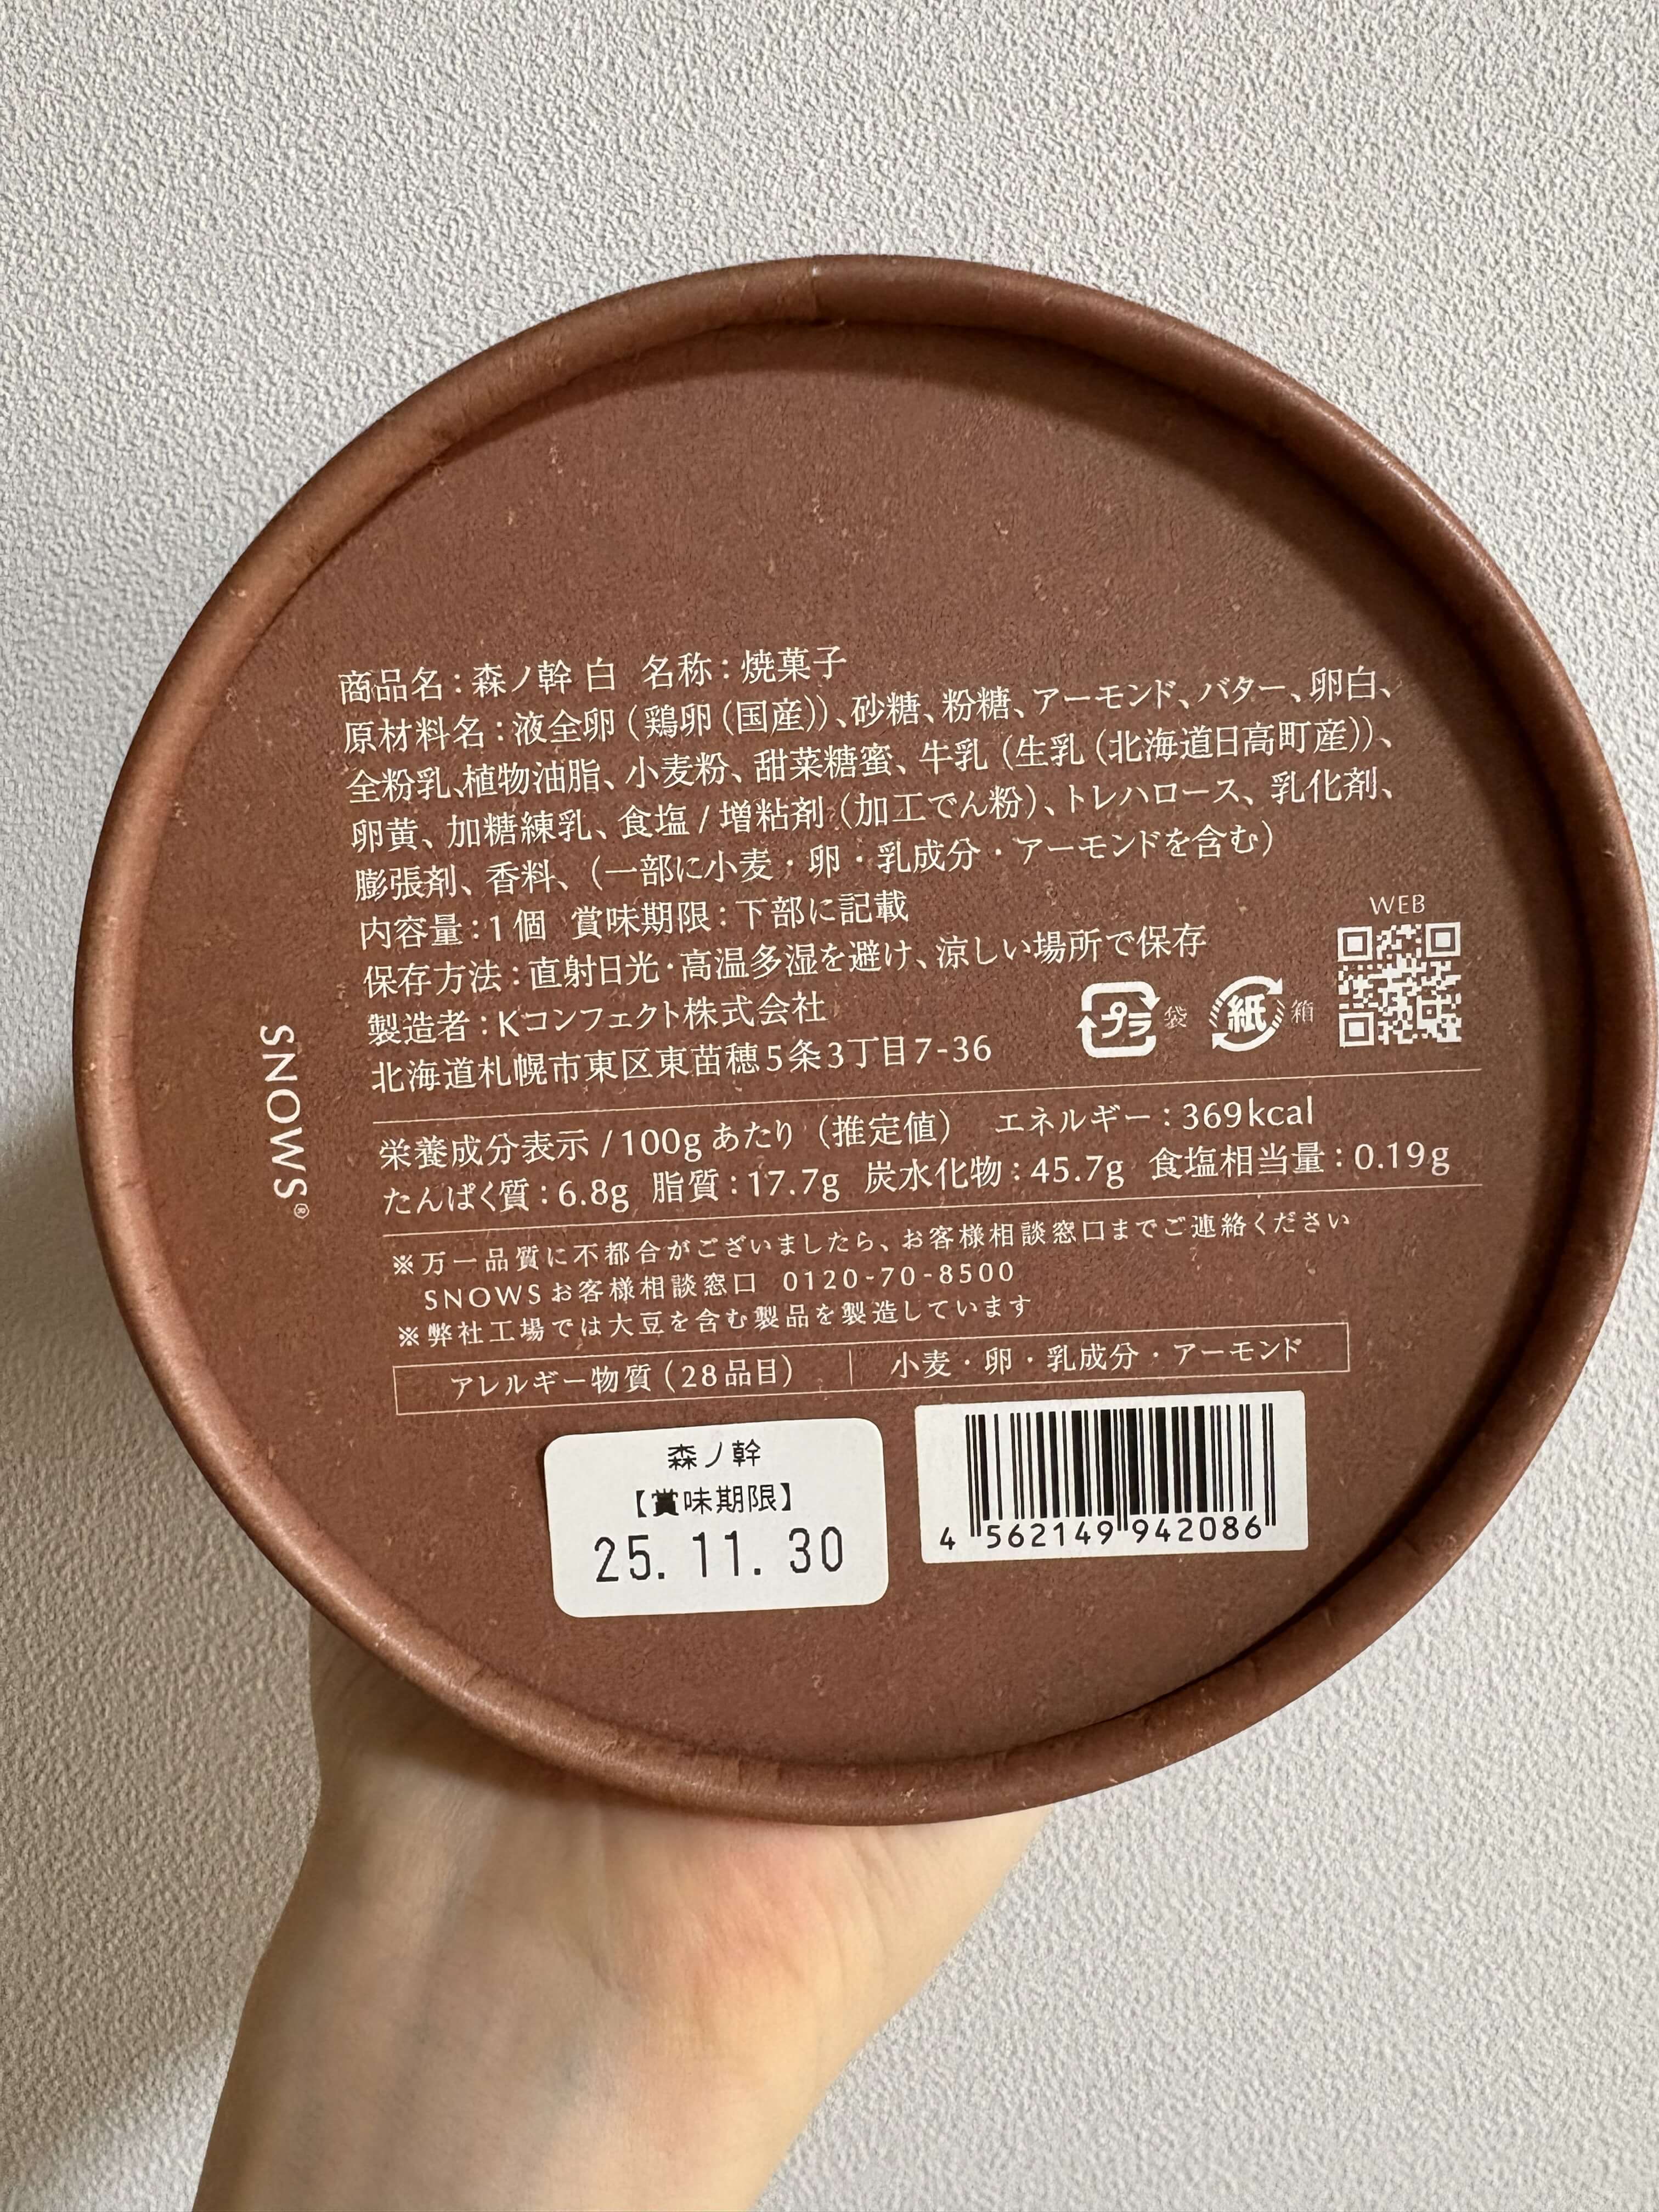 商品名：森ノ幹 白 名称：焼菓子
原材料名：液全卵（鶏卵（国産））、砂糖、粉糖、アーモンド、バター、卵白、
全粉乳、植物油脂、小麦粉、甜菜糖蜜、牛乳（生乳（北海道日高町産））、
卵黄、加糖練乳、食塩 / 増粘剤（加工でん粉）、トレハロース、乳化剤、
膨張剤、香料、（一部に小麦・卵・乳成分・アーモンドを含む）
内容量：1個 賞味期限：下部に記載
保存方法：直射日光・高温多湿を避け、涼しい場所で保存
製造者：Kコンフェクト株式会社
北海道札幌市東区東苗穂5条3丁目7-36
プラ 袋 紙 箱
WEB
SNOWS®
栄養成分表示 / 100gあたり（推定値） エネルギー：369kcal
たんぱく質：6.8g 脂質：17.7g 炭水化物：45.7g 食塩相当量：0.19g
※万一品質に不都合がございましたら、お客様相談窓口までご連絡ください
SNOWSお客様相談窓口 0120-70-8500
※弊社工場では大豆を含む製品を製造しています
アレルギー物質（28品目） | 小麦・卵・乳成分・アーモンド
森ノ幹
【賞味期限】
25. 11. 30
4 562149 942086